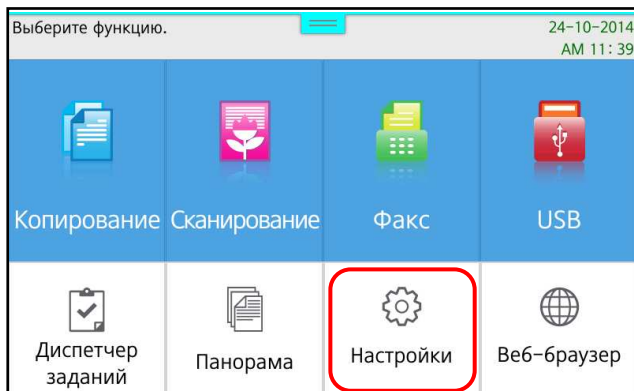 Выберите функцию.
24-10-2014
AM 11:39
Копирование
Сканирование
Факс
USB
Диспетчер
заданий
Панорама
Настройки
Веб-браузер